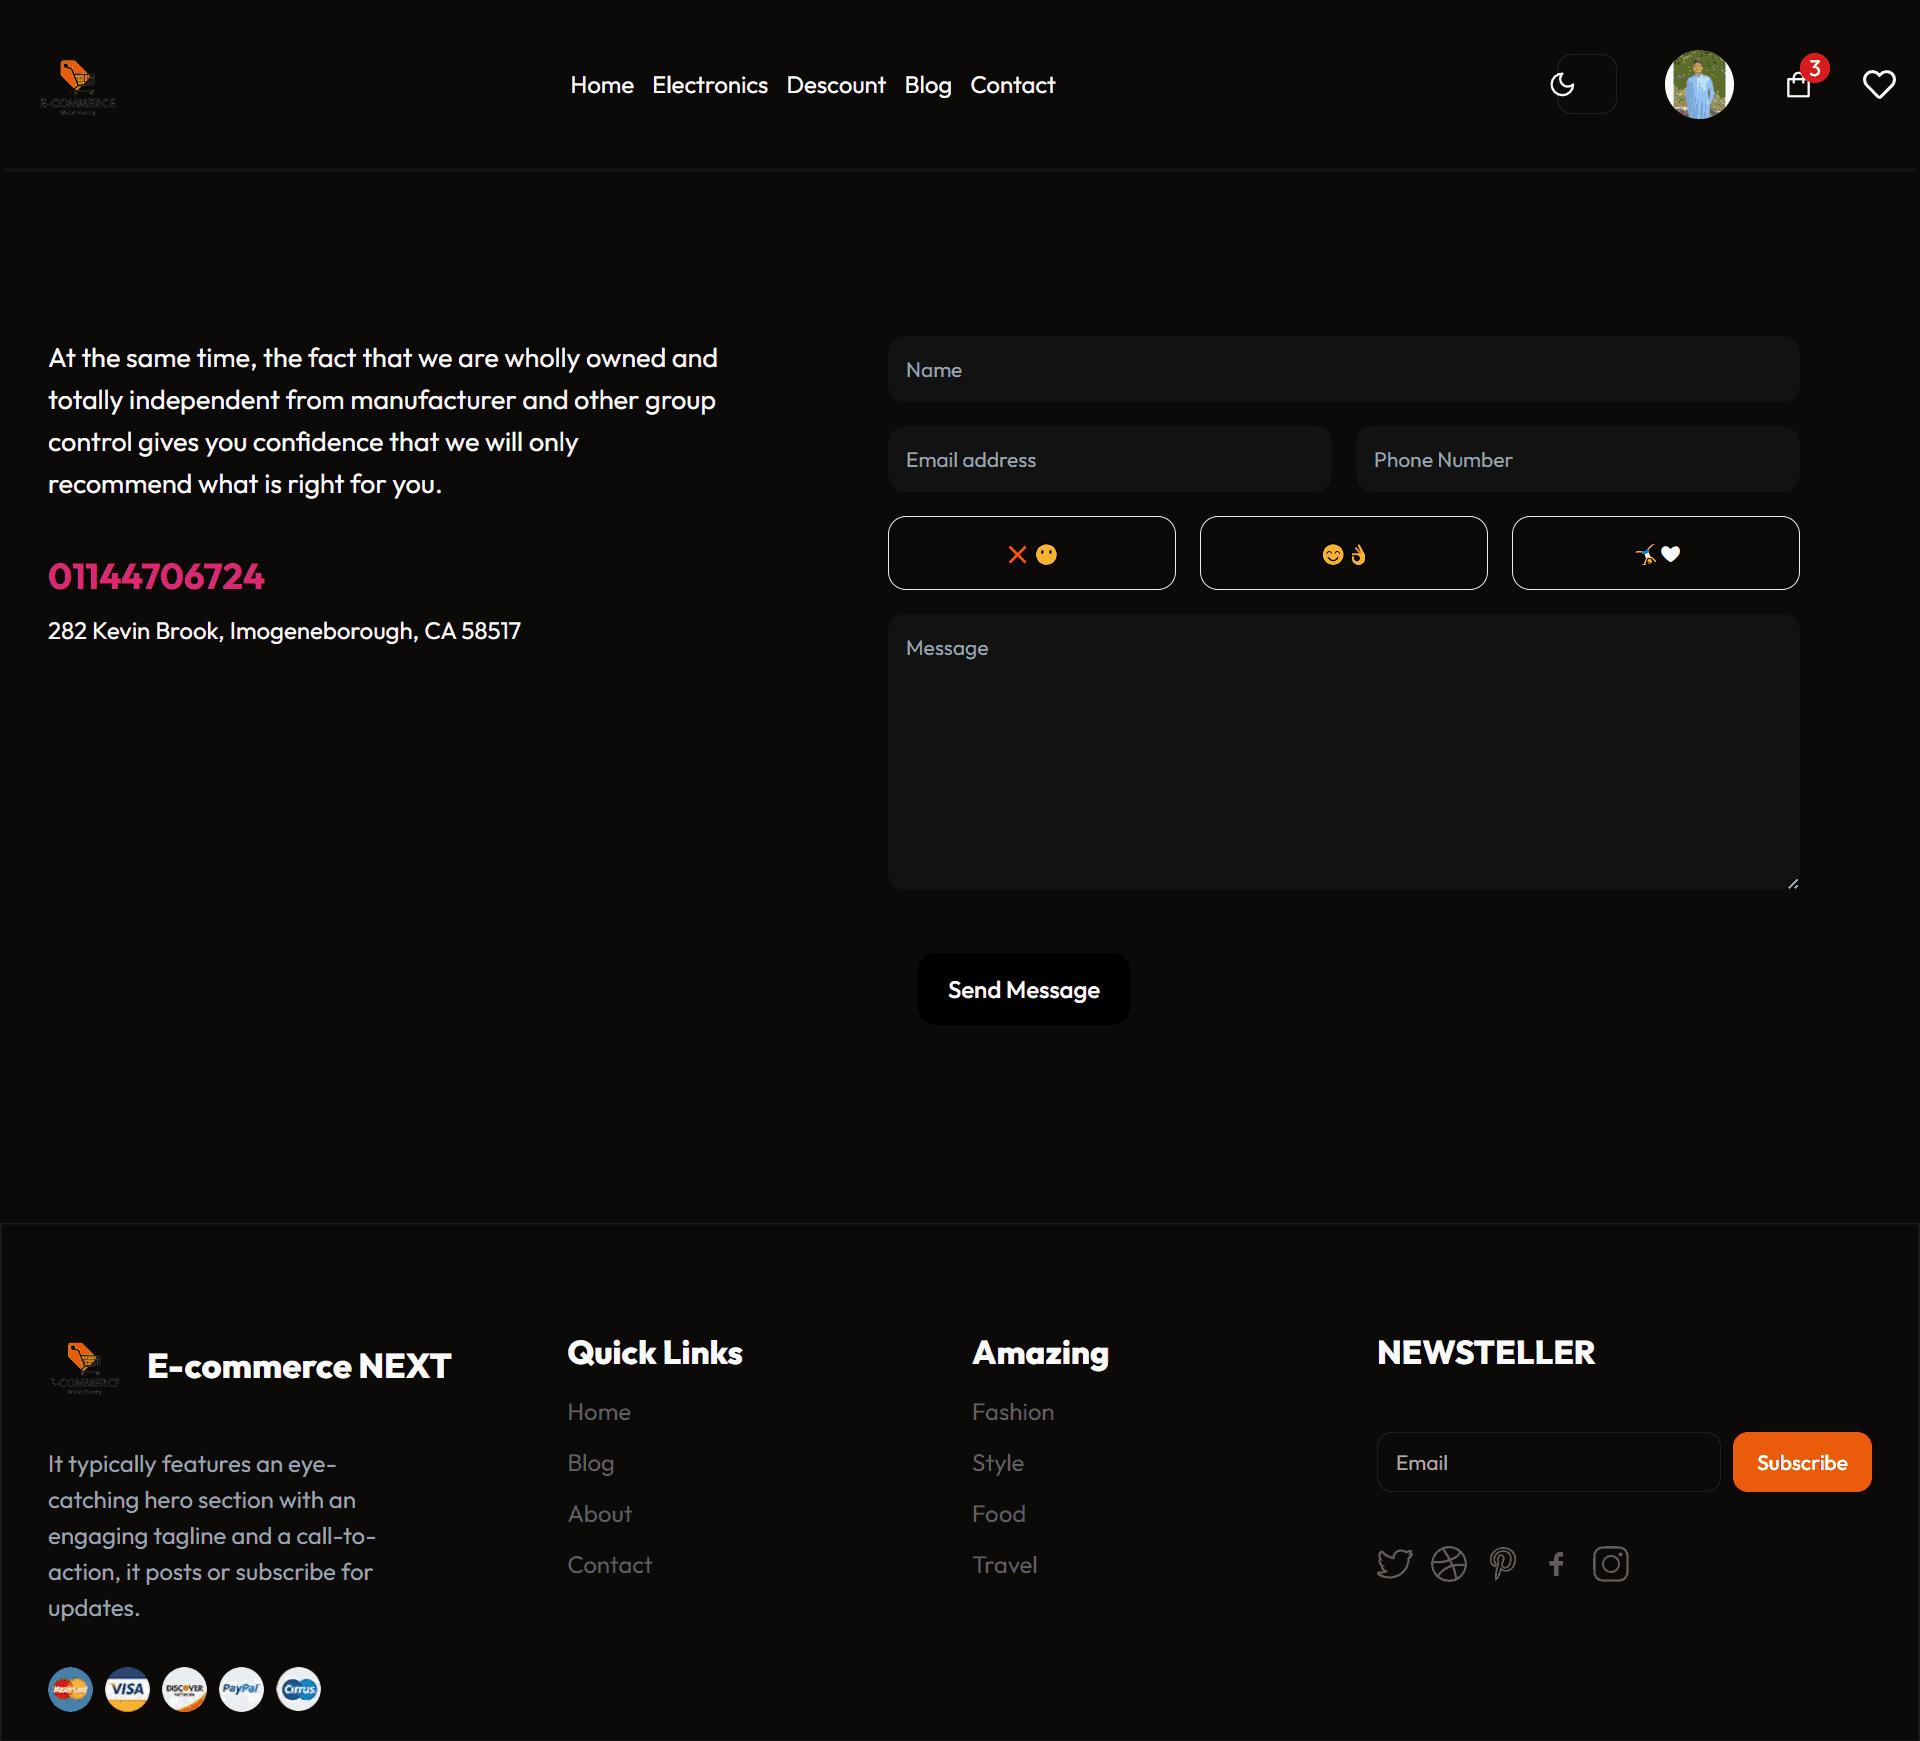 E-COMMERCE
Home Electronics Descount Blog Contact
3
At the same time, the fact that we are wholly owned and
totally independent from manufacturer and other group
control gives you confidence that we will only
recommend what is right for you.
01144706724
282 Kevin Brook, Imogeneborough, CA 58517
Name
Email address
Phone Number
Message
Send Message
E-commerce NEXT
It typically features an eye-
catching hero section with an
engaging tagline and a call-to-
action, it posts or subscribe for
updates.
MasterCard
VISA
DISCOVER
NETWORK
PayPal
Cirrus
Quick Links
Home
Blog
About
Contact
Amazing
Fashion
Style
Food
Travel
NEWSTELLER
Email
Subscribe